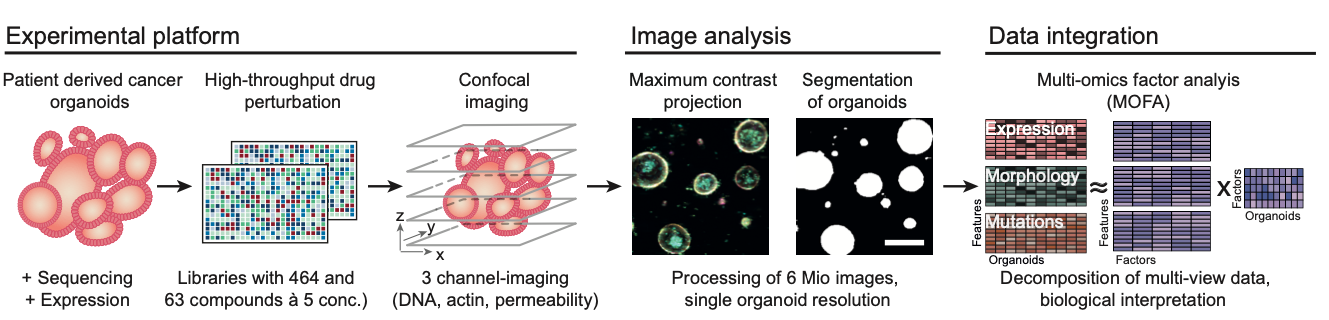 Experimental platform
Image analysis
Data integration
Patient derived cancer
organoids
High-throughput drug
perturbation
Confocal
imaging
Maximum contrast
projection
Segmentation
of organoids
Multi-omics factor analyis
(MOFA)
z
y
x
Expression
Morphology
Mutations
Features
Organoids
≈
Features
Factors
X
Factors
Organoids
+ Sequencing
+ Expression
Libraries with 464 and
63 compounds à 5 conc.)
3 channel-imaging
(DNA, actin, permeability)
Processing of 6 Mio images,
single organoid resolution
Decomposition of multi-view data,
biological interpretation